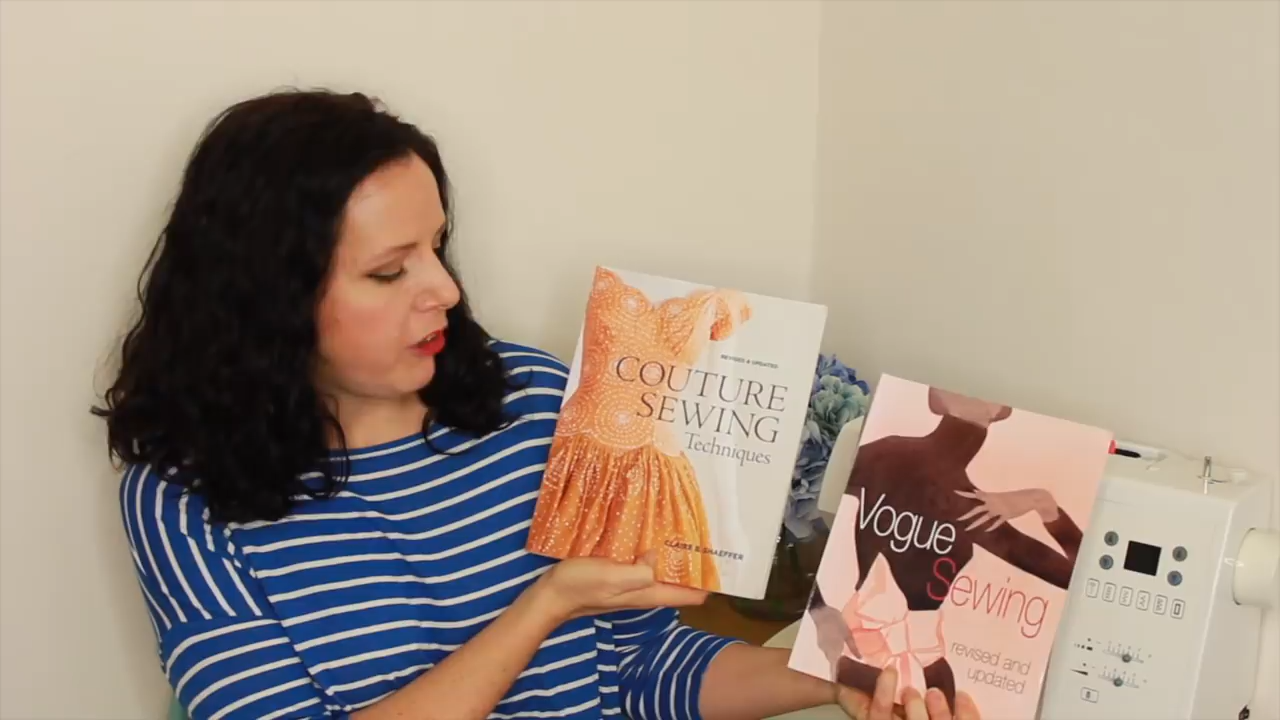 REVISED & UPDATED
COUTURE
SEWING
Techniques
CLAIRE B. SHAEFFER
Vogue
Sewing
revised and
updated